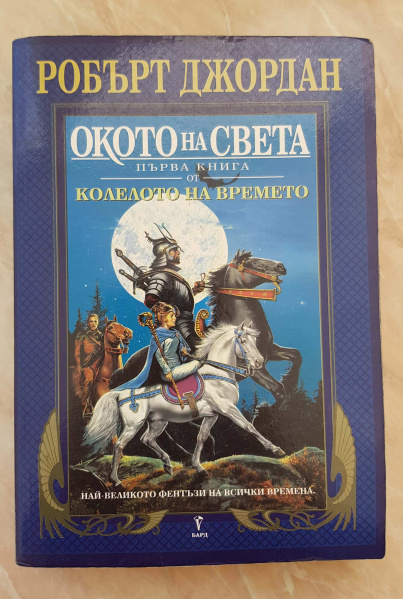 РОБЪРТ ДЖОРДАН
ОКОТО НА СВЕТА
ПЪРВА КНИГА
ОТ
КОЛЕЛОТО НА ВРЕМЕТО
НАЙ-ВЕЛИКОТО ФЕНТЪЗИ НА ВСИЧКИ ВРЕМЕНА.
БАРД